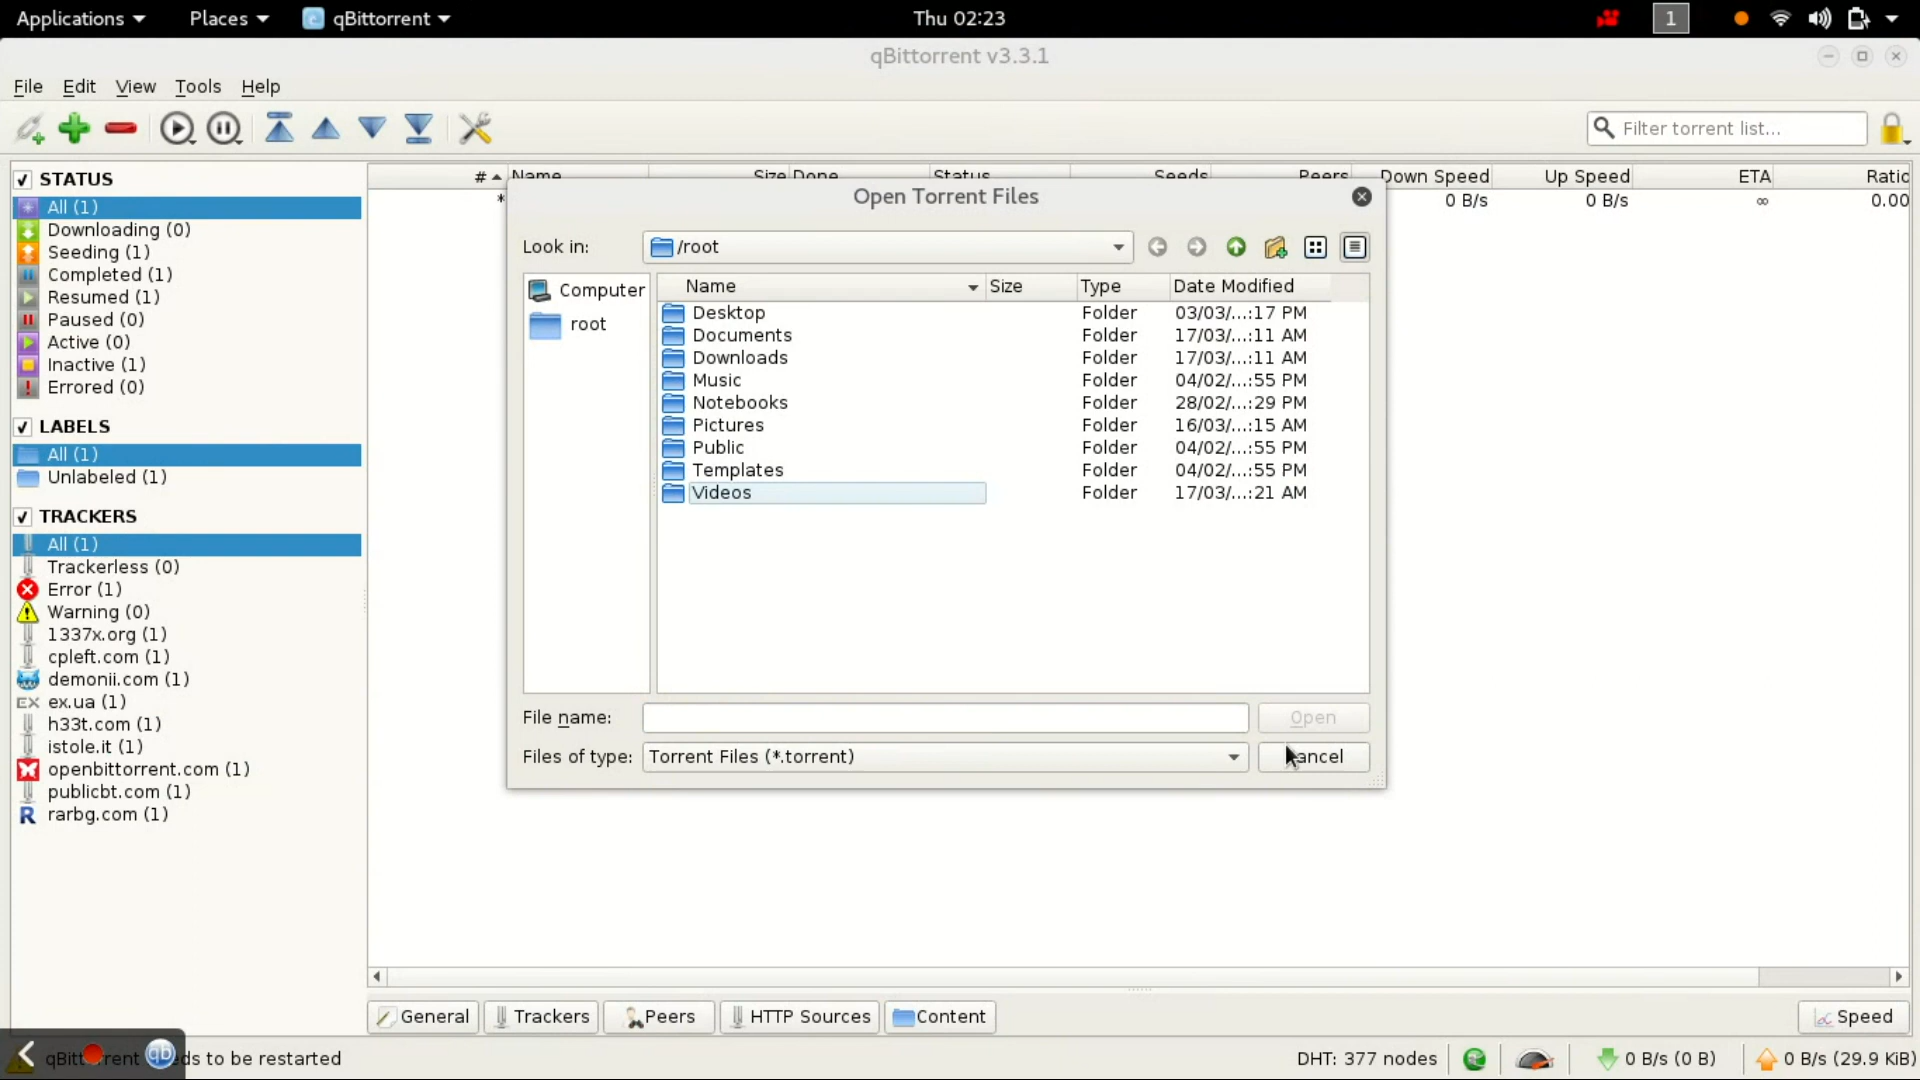 Applications Places qBittorrent Thu 02:23 1
qBittorrent v3.3.1
File Edit View Tools Help
Filter torrent list...
STATUS
All (1)
Downloading (0)
Seeding (1)
Completed (1)
Resumed (1)
Paused (0)
Active (0)
Inactive (1)
Errored (0)
LABELS
All (1)
Unlabeled (1)
TRACKERS
All (1)
Trackerless (0)
Error (1)
Warning (0)
1337x.org (1)
cpleft.com (1)
demonii.com (1)
EX ex.ua (1)
h33t.com (1)
istole.it (1)
openbittorrent.com (1)
publicbt.com (1)
R rarbg.com (1)
# Name Size Done Status Seeds Peers Down Speed Up Speed ETA Ratio
* 0 B/s 0 B/s ∞ 0.00
Open Torrent Files
Look in: /root
Computer
root
Name Size Type Date Modified
Desktop Folder 03/03/...:17 PM
Documents Folder 17/03/...:11 AM
Downloads Folder 17/03/...:11 AM
Music Folder 04/02/...:55 PM
Notebooks Folder 28/02/...:29 PM
Pictures Folder 16/03/...:15 AM
Public Folder 04/02/...:55 PM
Templates Folder 04/02/...:55 PM
Videos Folder 17/03/...:21 AM
File name: Open
Files of type: Torrent Files (*.torrent) Cancel
General Trackers Peers HTTP Sources Content Speed
qb
to be restarted DHT: 377 nodes 0 B/s (0 B) 0 B/s (29.9 KiB)